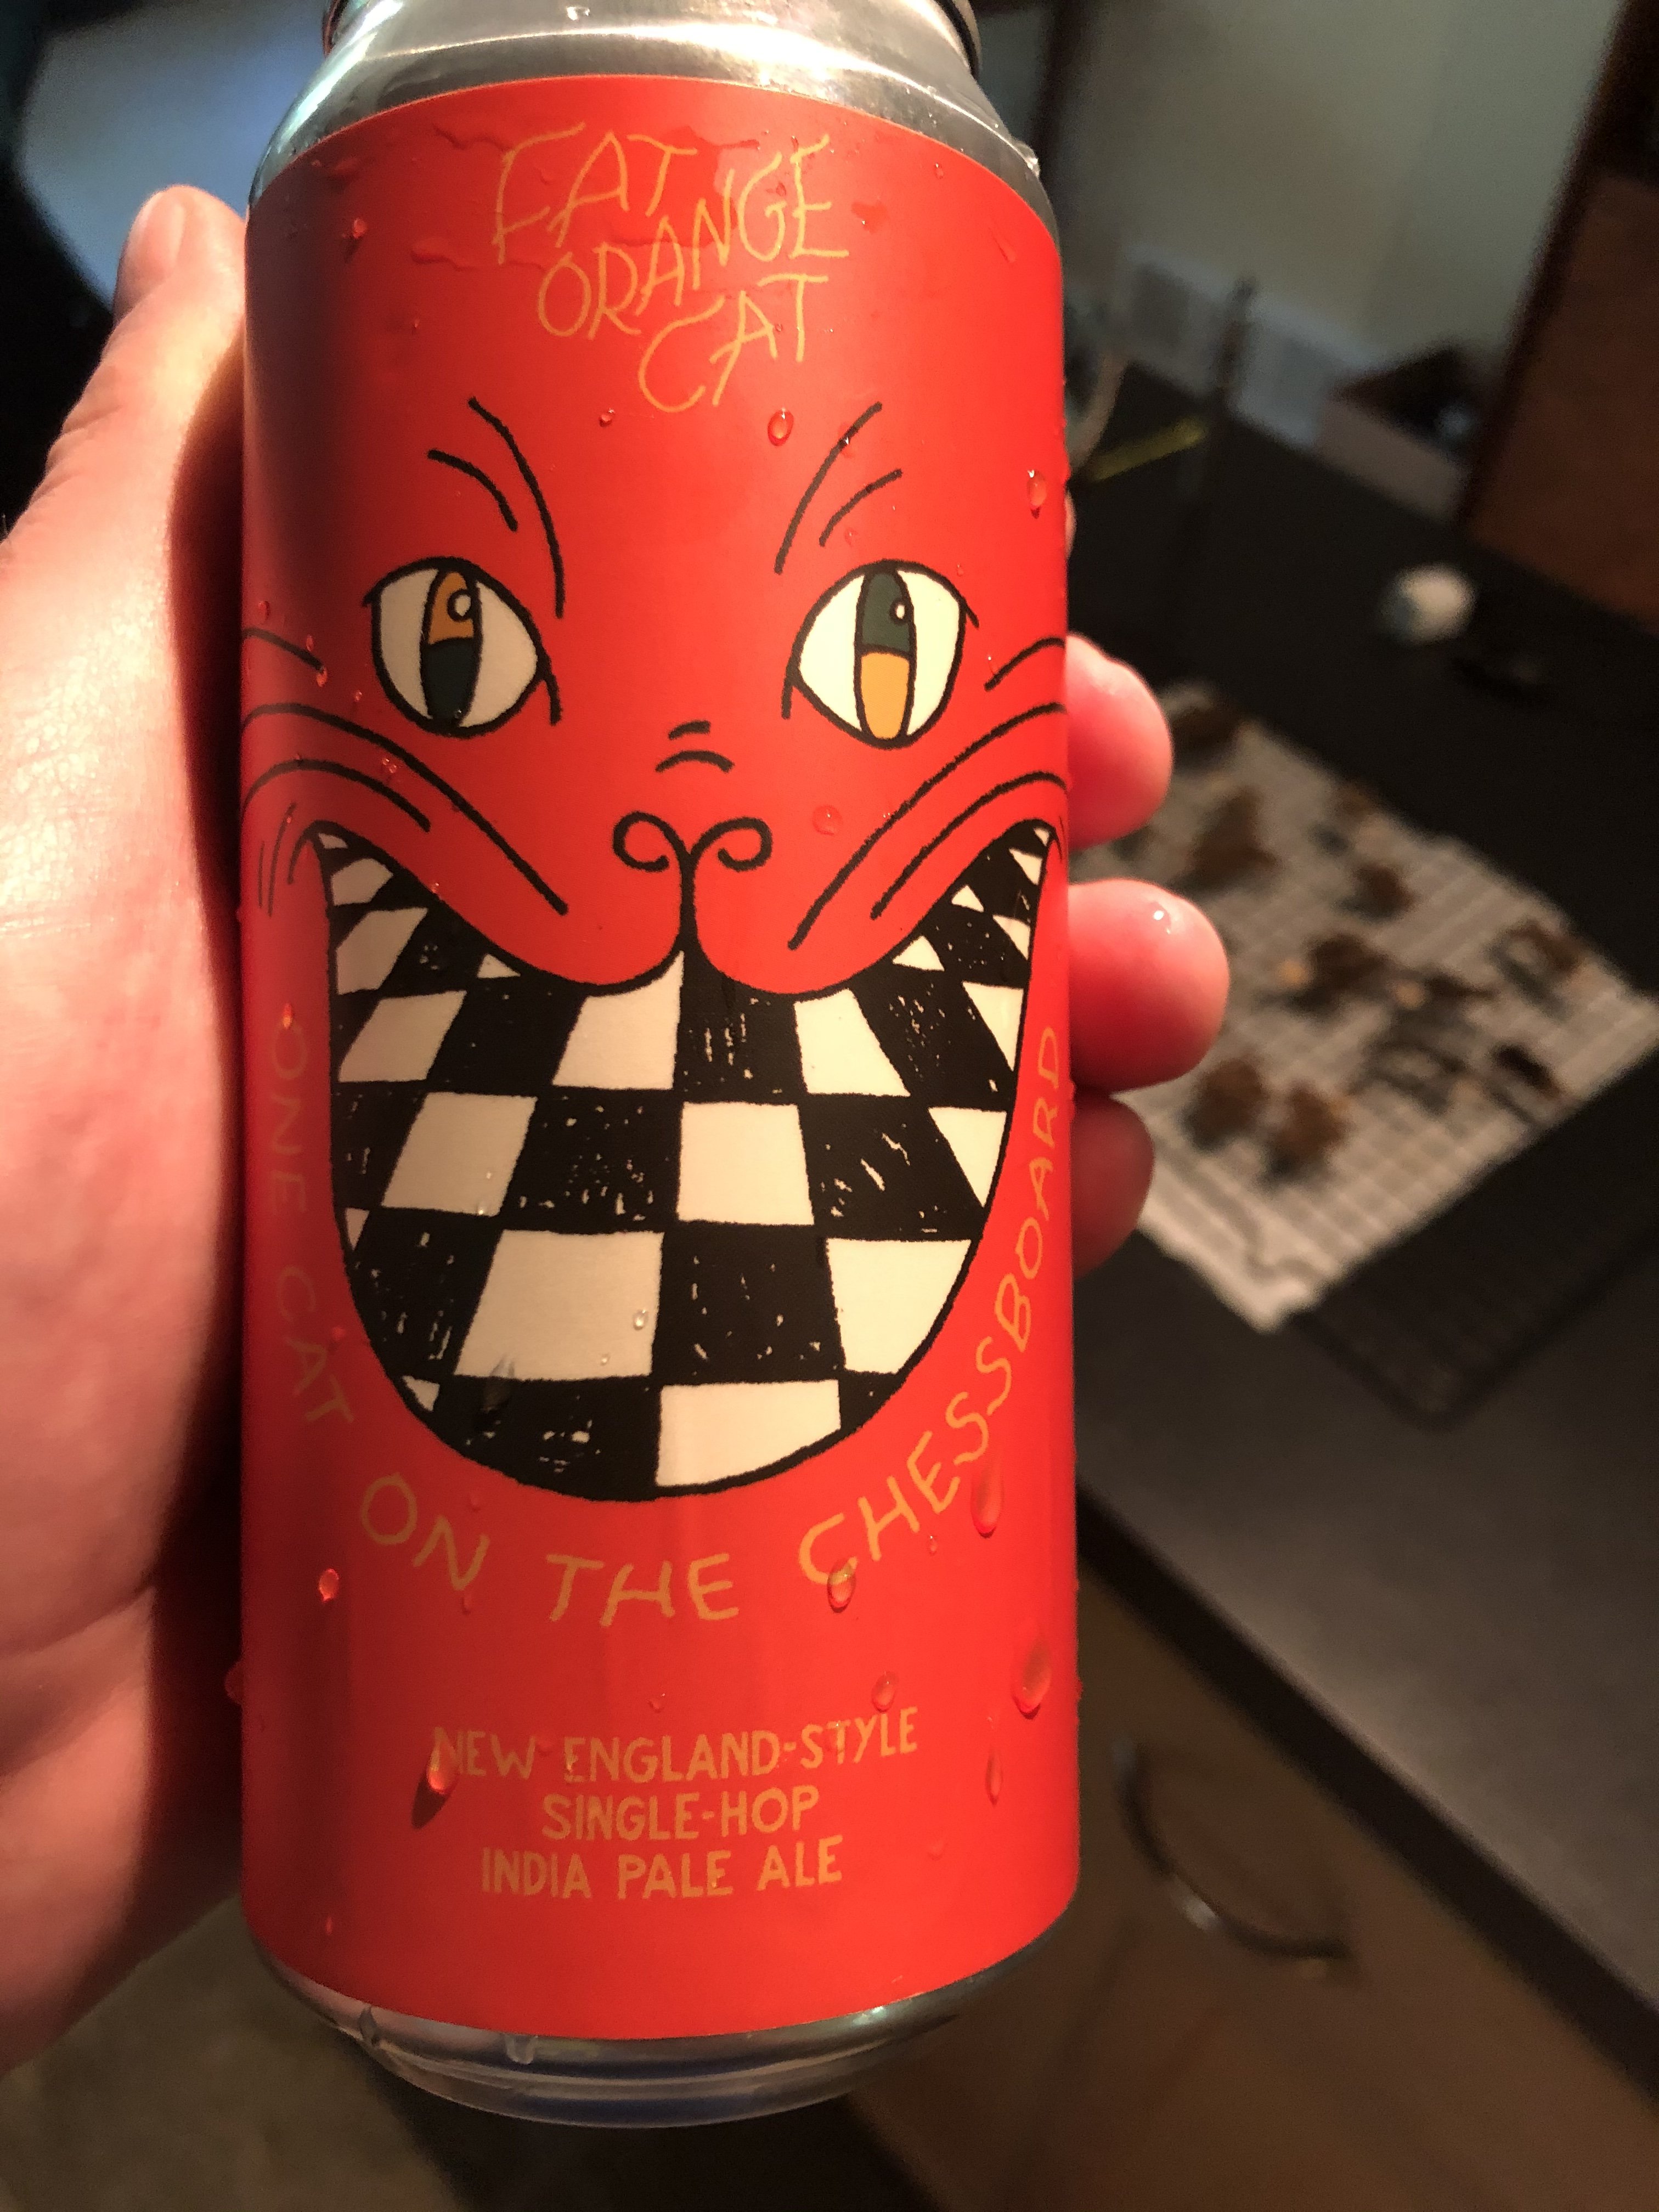 FAT
ORANGE
CAT
ONE CAT ON THE CHESSBOARD
NEW ENGLAND-STYLE
SINGLE-HOP
INDIA PALE ALE